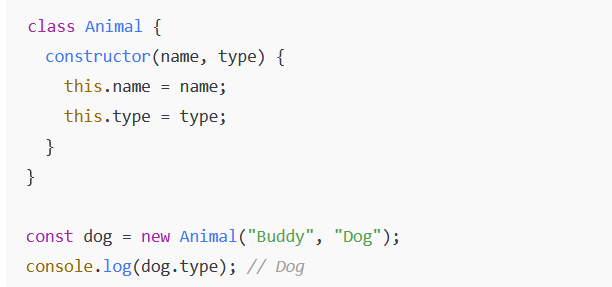 class Animal {
  constructor(name, type) {
    this.name = name;
    this.type = type;
  }
}

const dog = new Animal("Buddy", "Dog");
console.log(dog.type); // Dog